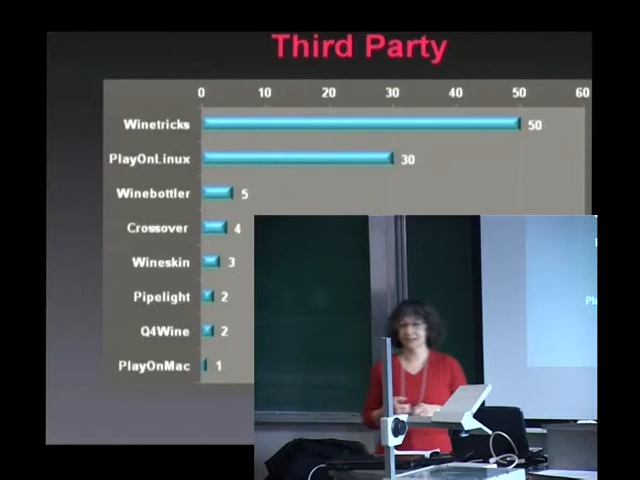 Third Party
0 10 20 30 40 50 60
Winetricks 50
PlayOnLinux 30
Winebottler 5
Crossover 4
Wineskin 3
Pipelight 2
Q4Wine 2
PlayOnMac 1